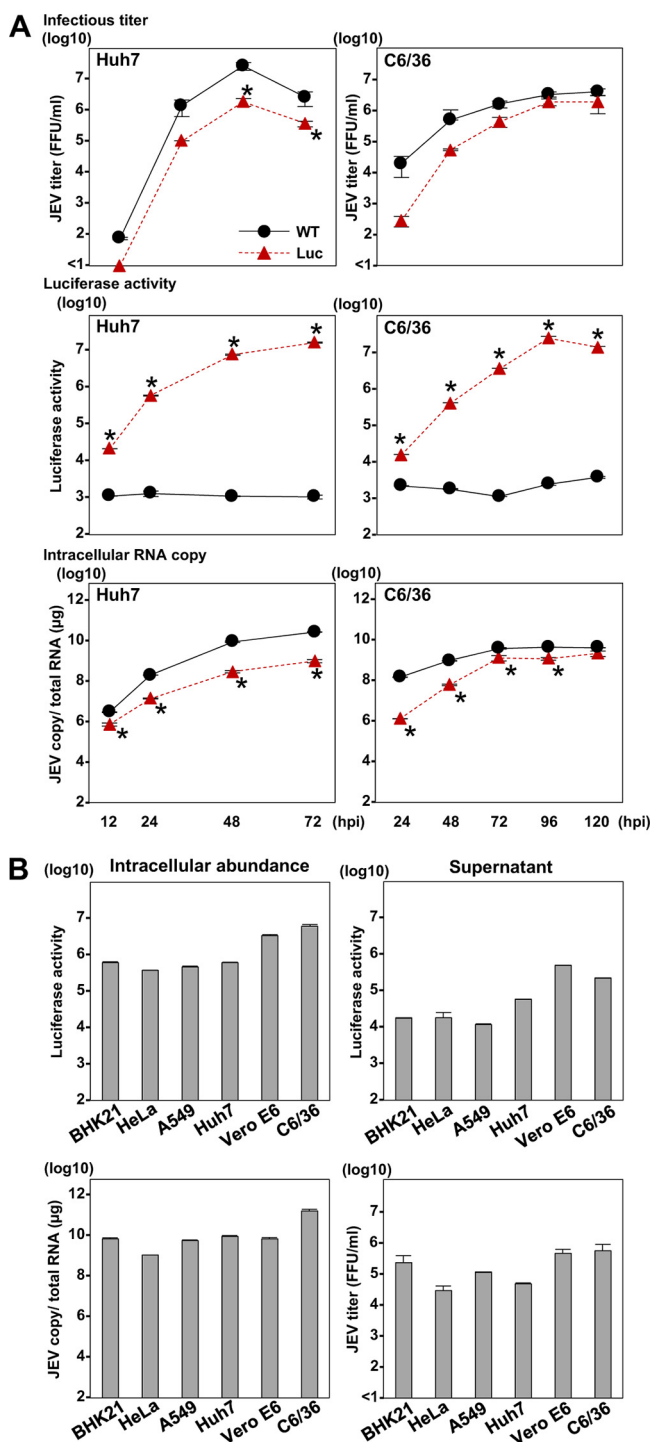 A
Infectious titer
(log10)
Huh7
7
6
5
4
3
2
<1
JEV titer (FFU/ml)
*
*
WT
Luc
(log10)
C6/36
7
6
5
4
3
2
<1
JEV titer (FFU/ml)
Luciferase activity
(log10)
Huh7
7
6
5
4
3
2
Luciferase activity
* * * *
(log10)
C6/36
7
6
5
4
3
2
* * * * *
Intracellular RNA copy
(log10)
Huh7
12
10
8
6
4
2
JEV copy/ total RNA (µg)
* * * *
12 24 48 72 (hpi)
(log10)
C6/36
12
10
8
6
4
2
* * * *
24 48 72 96 120 (hpi)
B
(log10)
Intracellular abundance
7
6
5
4
3
2
Luciferase activity
BHK21 HeLa A549 Huh7 Vero E6 C6/36
(log10)
Supernatant
7
6
5
4
3
2
Luciferase activity
BHK21 HeLa A549 Huh7 Vero E6 C6/36
(log10)
12
10
8
6
4
2
JEV copy/ total RNA (µg)
BHK21 HeLa A549 Huh7 Vero E6 C6/36
(log10)
7
6
5
4
3
2
<1
JEV titer (FFU/ml)
BHK21 HeLa A549 Huh7 Vero E6 C6/36